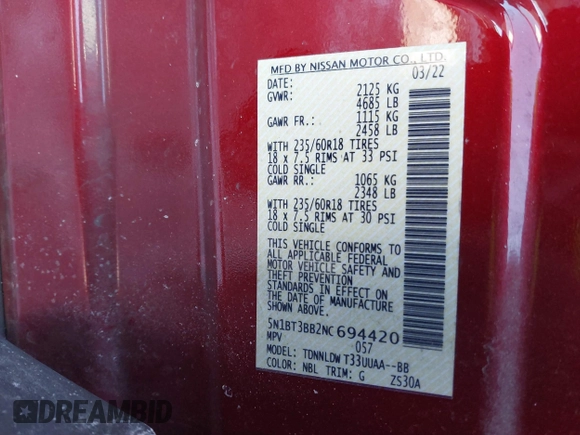 MFD BY NISSAN MOTOR CO., LTD.
DATE: 03/22
GVWR: 2125 KG
4685 LB
GAWR FR.: 1115 KG
2458 LB
WITH 235/60R18 TIRES
18 x 7.5 RIMS AT 33 PSI
COLD SINGLE
GAWR RR.: 1065 KG
2348 LB
WITH 235/60R18 TIRES
18 x 7.5 RIMS AT 30 PSI
COLD SINGLE
THIS VEHICLE CONFORMS TO
ALL APPLICABLE FEDERAL
MOTOR VEHICLE SAFETY AND
THEFT PREVENTION
STANDARDS IN EFFECT ON
THE DATE OF MANUFACTURE
SHOWN ABOVE.
5N1BT3BB2NC694420
MPV 057
MODEL: TDNNLDW T33UUAA--BB
COLOR: NBL TRIM: G ZS30A
DREAMBID